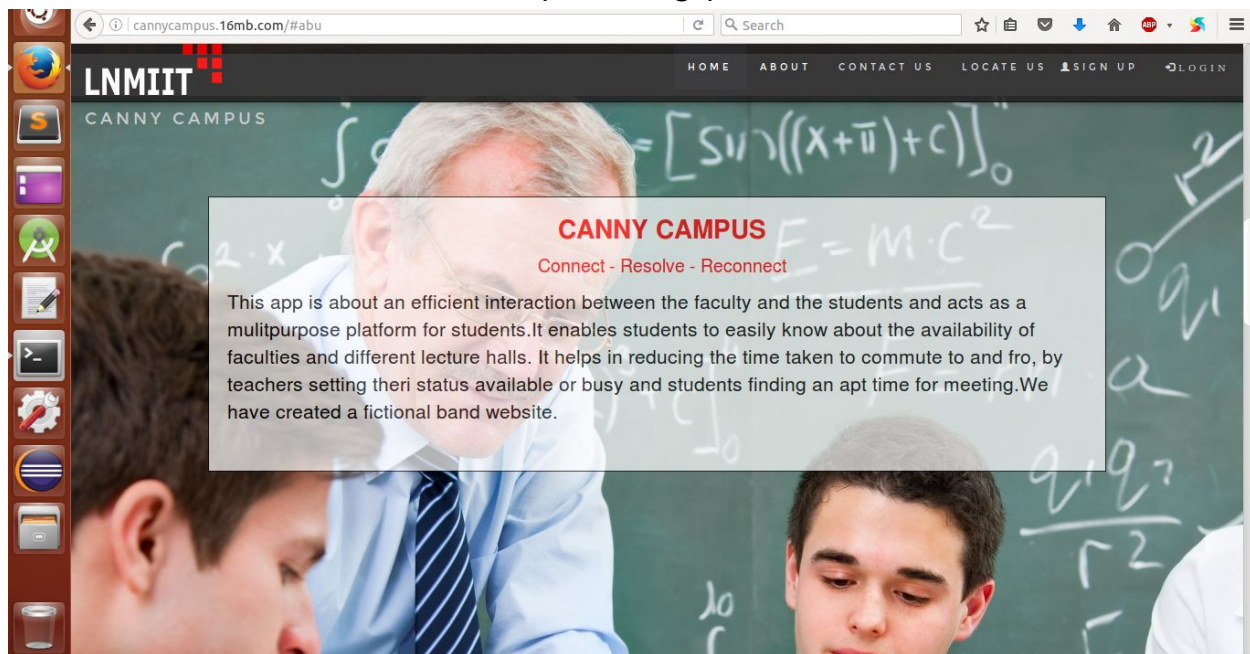 cannycampus.16mb.com/#abu
Search
ABP
LNMIIT
HOME ABOUT CONTACT US LOCATE US SIGN UP LOGIN
CANNY CAMPUS
CANNY CAMPUS
Connect - Resolve - Reconnect
This app is about an efficient interaction between the faculty and the students and acts as a
mulitpurpose platform for students.It enables students to easily know about the availability of
faculties and different lecture halls. It helps in reducing the time taken to commute to and fro, by
teachers setting theri status available or busy and students finding an apt time for meeting.We
have created a fictional band website.
E = m·c²